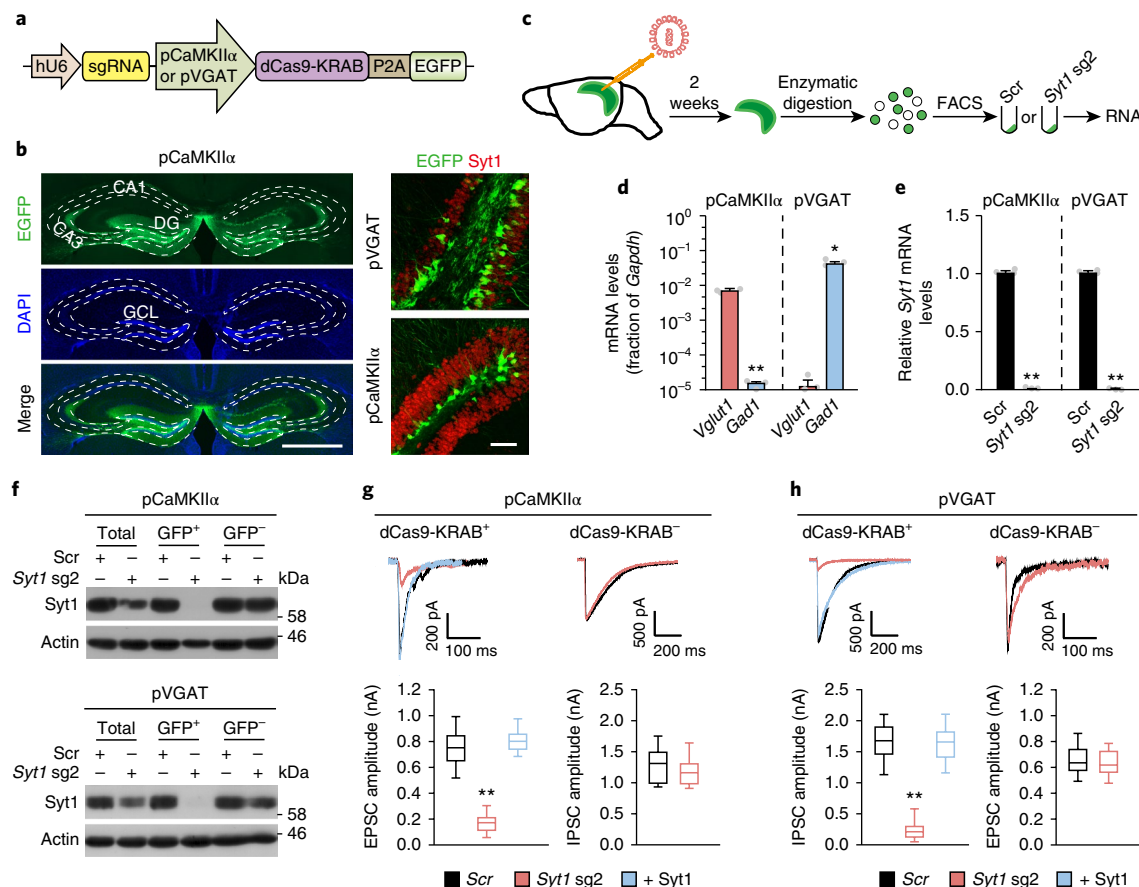 a
hU6 sgRNA pCaMKIIα or pVGAT dCas9-KRAB P2A EGFP
b
pCaMKIIα
EGFP
CA1
CA3
DG
DAPI
GCL
Merge
EGFP Syt1
pVGAT
pCaMKIIα
c
2 weeks
Enzymatic digestion
FACS
Scr or Syt1 sg2
RNA
d
pCaMKIIα pVGAT
mRNA levels (fraction of Gapdh)
10⁰
10⁻¹
10⁻²
10⁻³
10⁻⁴
10⁻⁵
**
*
Vglut1 Gad1 Vglut1 Gad1
e
pCaMKIIα pVGAT
Relative Syt1 mRNA levels
1.5
1.0
0.5
0.0
** **
Scr Syt1 sg2 Scr Syt1 sg2
f
pCaMKIIα
Total GFP⁺ GFP⁻
Scr + – + – + –
Syt1 sg2 – + – + – + kDa
Syt1
58
46
Actin
pVGAT
Total GFP⁺ GFP⁻
Scr + – + – + –
Syt1 sg2 – + – + – + kDa
Syt1
58
46
Actin
g
pCaMKIIα
dCas9-KRAB⁺ dCas9-KRAB⁻
200 pA
100 ms
500 pA
200 ms
EPSC amplitude (nA)
1.2
1.0
0.8
0.6
0.4
0.2
0
**
IPSC amplitude (nA)
2.5
2.0
1.5
1.0
0.5
0
h
pVGAT
dCas9-KRAB⁺ dCas9-KRAB⁻
500 pA
200 ms
200 pA
100 ms
IPSC amplitude (nA)
2.5
2.0
1.5
1.0
0.5
0
**
EPSC amplitude (nA)
1.2
1.0
0.8
0.6
0.4
0.2
0
Scr Syt1 sg2 + Syt1